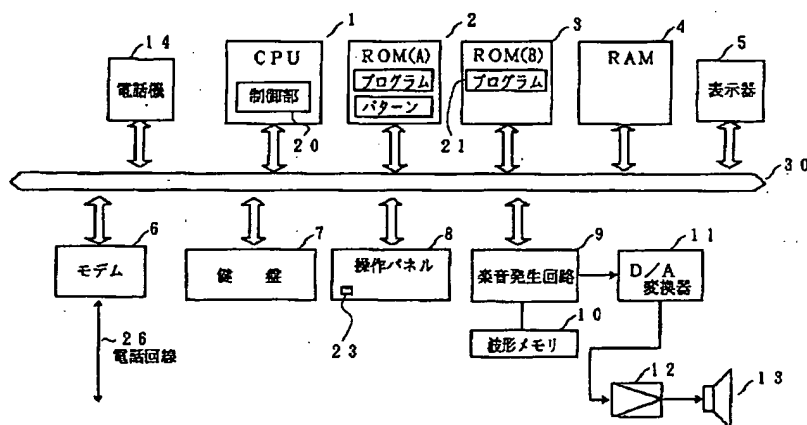 14
電話機
1
CPU
制御部
20
2
ROM(A)
プログラム
パターン
3
ROM(B)
プログラム
21
4
RAM
5
表示器
30
6
モデム
26
電話回線
7
鍵 盤
8
操作パネル
23
9
楽音発生回路
10
波形メモリ
11
D/A
変換器
12
13